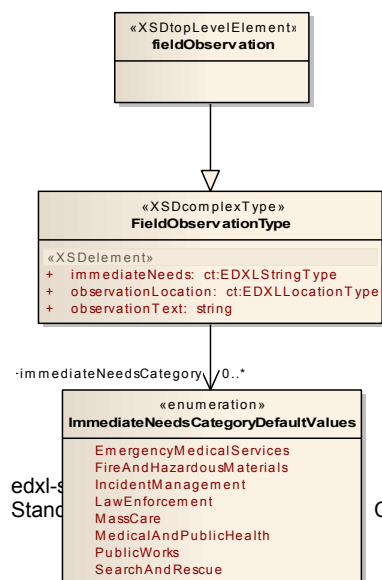 «XSDtopLevelElement»
fieldObservation
«XSDcomplexType»
FieldObservationType
«XSDelement»
+ immediateNeeds: ct:EDXLStringType
+ observationLocation: ct:EDXLLocationType
+ observationText: string
-immediateNeedsCategory 0..*
«enumeration»
ImmediateNeedsCategoryDefaultValues
EmergencyMedicalServices
FireAndHazardousMaterials
IncidentManagement
LawEnforcement
MassCare
MedicalAndPublicHealth
PublicWorks
SearchAndRescue